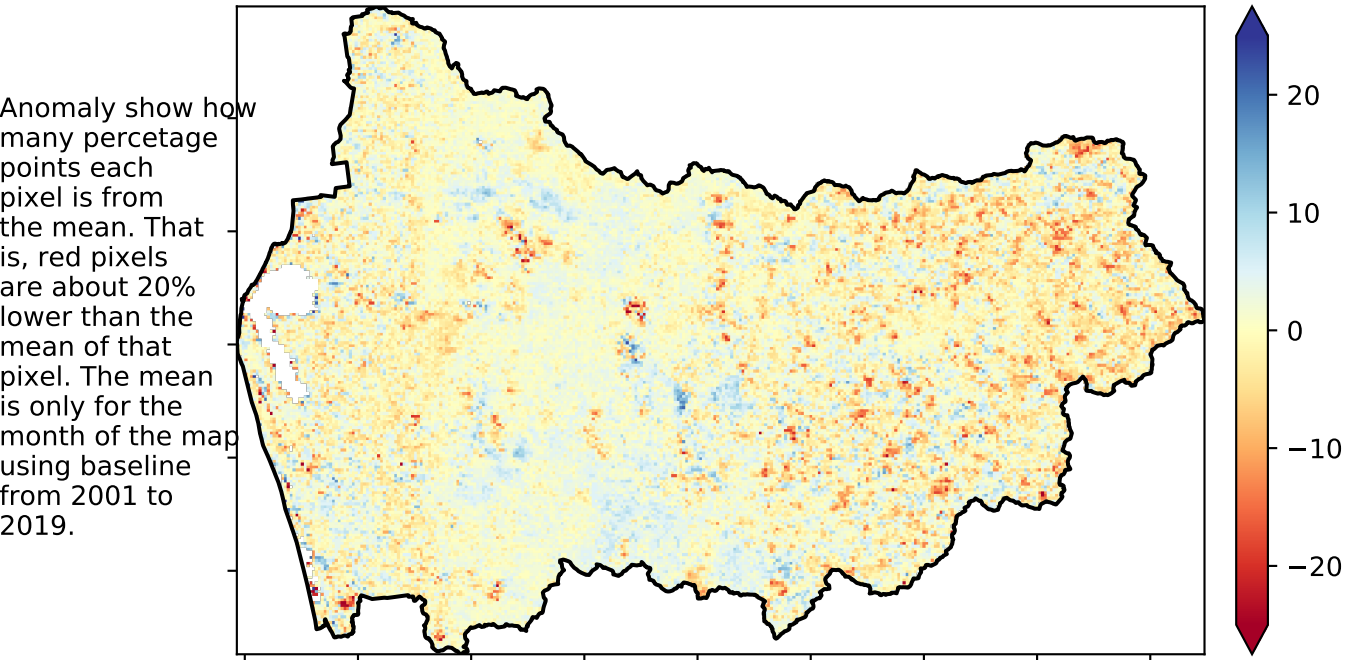 Anomaly show how
many percetage
points each
pixel is from
the mean. That
is, red pixels
are about 20%
lower than the
mean of that
pixel. The mean
is only for the
month of the map
using baseline
from 2001 to
2019.
20
10
0
−10
−20